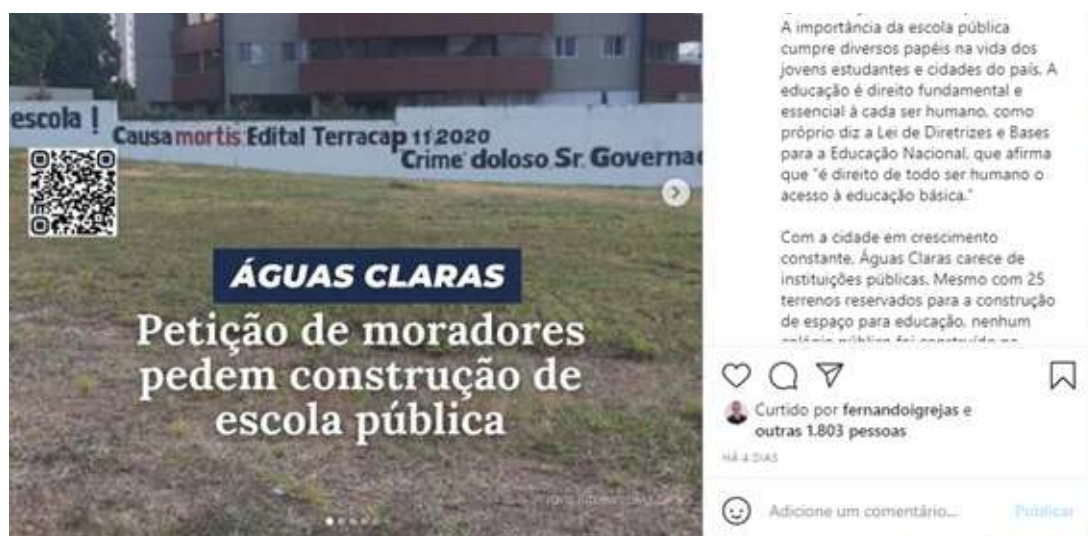 escola !
Causa mortis: Edital Terracap 11 2020
Crime doloso Sr. Governa
ÁGUAS CLARAS
Petição de moradores
pedem construção de
escola pública
A importância da escola pública
cumpre diversos papéis na vida dos
jovens estudantes e cidades do país. A
educação é direito fundamental e
essencial à cada ser humano, como
próprio diz a Lei de Diretrizes e Bases
para a Educação Nacional, que afirma
que "é direito de todo ser humano o
acesso à educação básica."
Com a cidade em crescimento
constante, Águas Claras carece de
instituições públicas. Mesmo com 25
terrenos reservados para a construção
de espaço para educação, nenhum
colégio público foi construído na
Curtido por fernandoigrejas e
outras 1.803 pessoas
HÁ 4 DIAS
Adicione um comentário...
Publicar